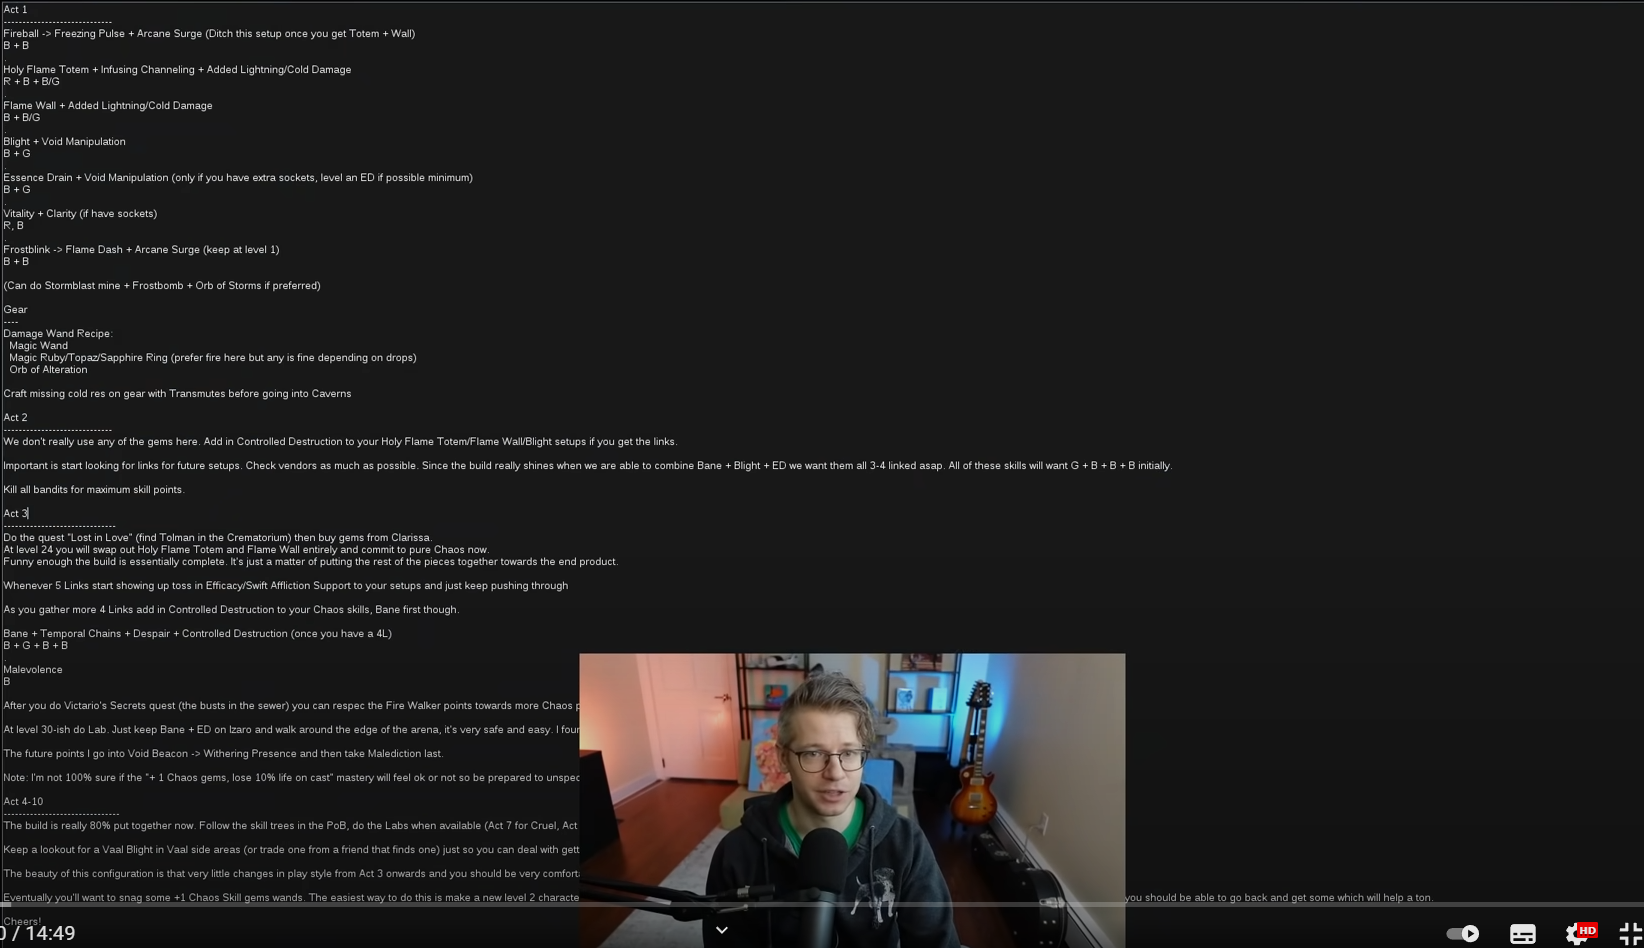 Act 1
-----------------------------
Fireball -> Freezing Pulse + Arcane Surge (Ditch this setup once you get Totem + Wall)
B + B
.
Holy Flame Totem + Infusing Channeling + Added Lightning/Cold Damage
R + B + B/G
.
Flame Wall + Added Lightning/Cold Damage
B + B/G
.
Blight + Void Manipulation
B + G
.
Essence Drain + Void Manipulation (only if you have extra sockets, level an ED if possible minimum)
B + G
.
Vitality + Clarity (if have sockets)
R, B
.
Frostblink -> Flame Dash + Arcane Surge (keep at level 1)
B + B
(Can do Stormblast mine + Frostbomb + Orb of Storms if preferred)
Gear
----
Damage Wand Recipe:
Magic Wand
Magic Ruby/Topaz/Sapphire Ring (prefer fire here but any is fine depending on drops)
Orb of Alteration
Craft missing cold res on gear with Transmutes before going into Caverns
Act 2
-----------------------------
We don't really use any of the gems here. Add in Controlled Destruction to your Holy Flame Totem/Flame Wall/Blight setups if you get the links.
Important is start looking for links for future setups. Check vendors as much as possible. Since the build really shines when we are able to combine Bane + Blight + ED we want them all 3-4 linked asap. All of these skills will want G + B + B + B initially.
Kill all bandits for maximum skill points.
Act 3
------------------------------
Do the quest "Lost in Love" (find Tolman in the Crematorium) then buy gems from Clarissa.
At level 24 you will swap out Holy Flame Totem and Flame Wall entirely and commit to pure Chaos now.
Funny enough the build is essentially complete. It's just a matter of putting the rest of the pieces together towards the end product.
Whenever 5 Links start showing up toss in Efficacy/Swift Affliction Support to your setups and just keep pushing through
As you gather more 4 Links add in Controlled Destruction to your Chaos skills, Bane first though.
Bane + Temporal Chains + Despair + Controlled Destruction (once you have a 4L)
B + G + B + B
.
Malevolence
B
After you do Victario's Secrets quest (the busts in the sewer) you can respec the Fire Walker points towards more Chaos p
At level 30-ish do Lab. Just keep Bane + ED on Izaro and walk around the edge of the arena, it's very safe and easy. I four
The future points I go into Void Beacon -> Withering Presence and then take Malediction last.
Note: I'm not 100% sure if the "+ 1 Chaos gems, lose 10% life on cast" mastery will feel ok or not so be prepared to unspec
Act 4-10
-------------------------------
The build is really 80% put together now. Follow the skill trees in the PoB, do the Labs when available (Act 7 for Cruel, Act
Keep a lookout for a Vaal Blight in Vaal side areas (or trade one from a friend that finds one) just so you can deal with gett
The beauty of this configuration is that very little changes in play style from Act 3 onwards and you should be very comforta
Eventually you'll want to snag some +1 Chaos Skill gems wands. The easiest way to do this is make a new level 2 characte you should be able to go back and get some which will help a ton.
Cheers!
0 / 14:49
HD